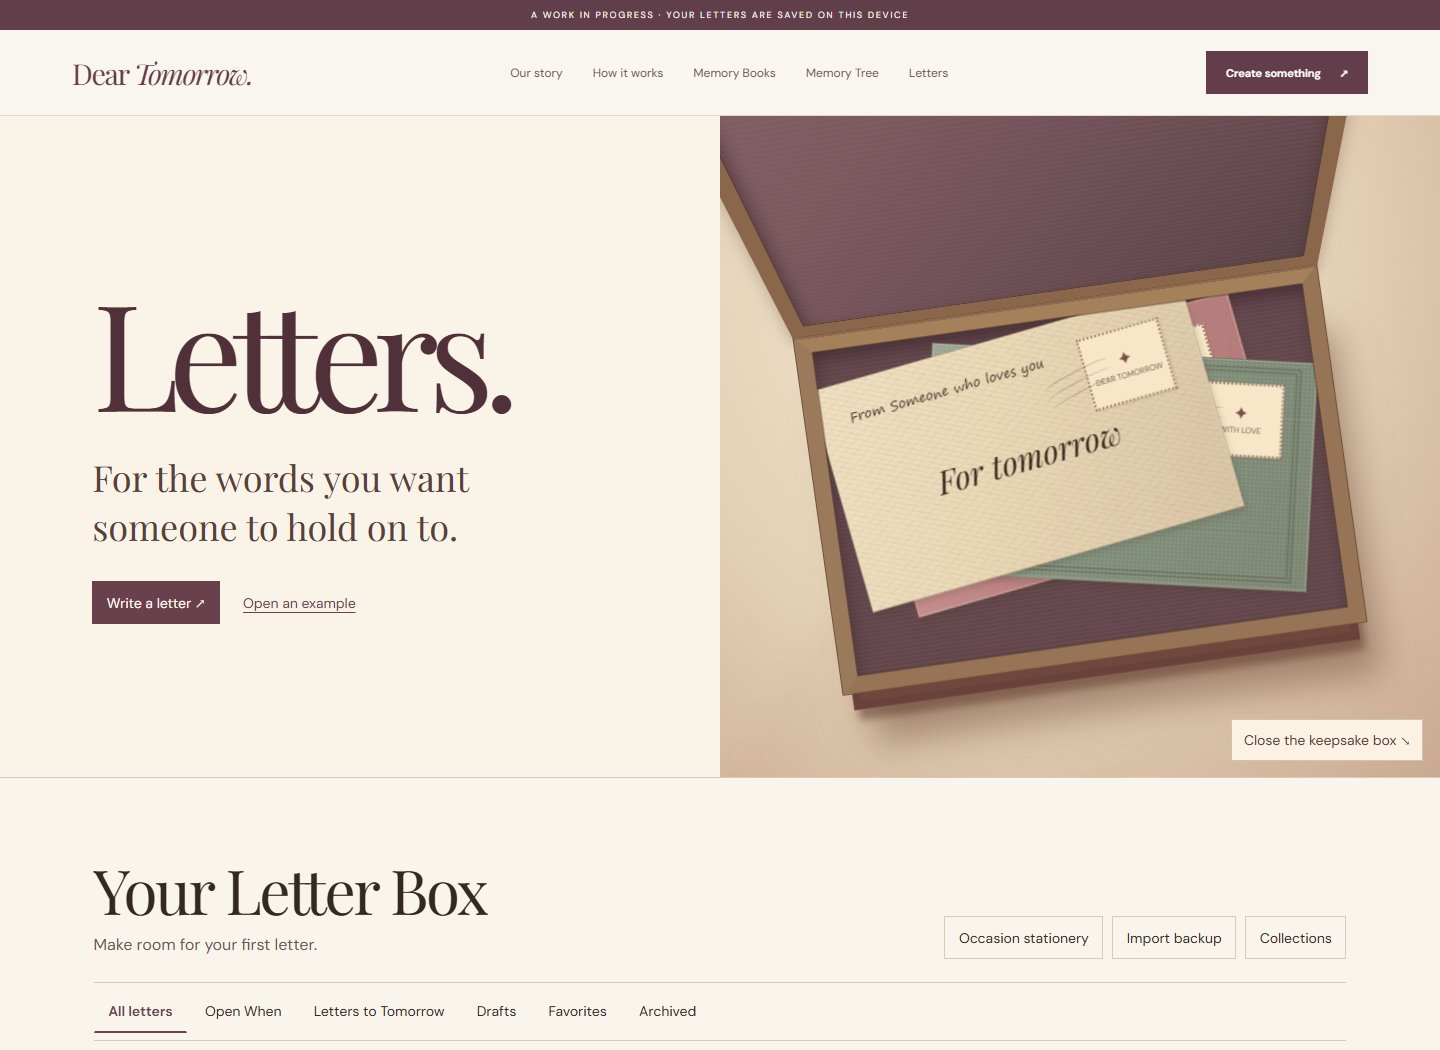 A WORK IN PROGRESS · YOUR LETTERS ARE SAVED ON THIS DEVICE
Dear Tomorrow.
Our story
How it works
Memory Books
Memory Tree
Letters
Create something ↗
Letters.
For the words you want
someone to hold on to.
Write a letter ↗
Open an example
From Someone who loves you
DEAR TOMORROW
For tomorrow
WITH LOVE
Close the keepsake box ↘
Your Letter Box
Make room for your first letter.
Occasion stationery
Import backup
Collections
All letters
Open When
Letters to Tomorrow
Drafts
Favorites
Archived